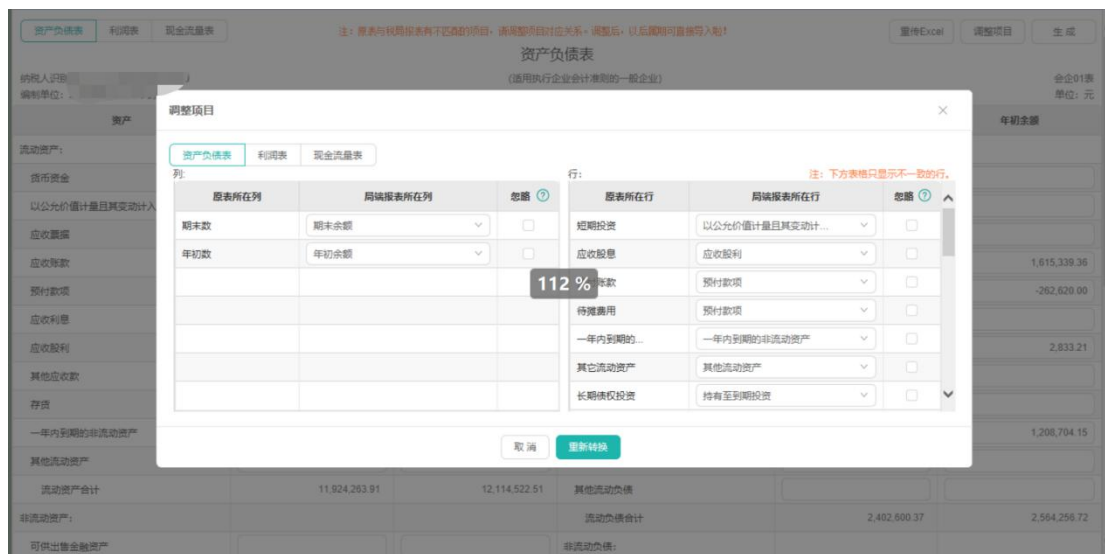 资产负债表 利润表 现金流量表 注：原表与税局报表有不匹配的项目，请调整项目对应关系，调整后，以后属期可直接导入啦！ 重传Excel 调整项目 生成
资产负债表
纳税人识别 (适用执行企业会计准则的一般企业) 会企01表
编制单位： 单位：元
资产 年初余额
流动资产：
货币资金
以公允价值计量且其变动计入
应收票据
应收账款 1,615,339.36
预付款项 -262,620.00
应收利息
应收股利 2,833.21
其他应收款
存货
一年内到期的非流动资产 1,208,704.15
其他流动资产
流动资产合计 11,924,263.91 12,114,522.51 其他流动负债
非流动资产： 流动负债合计 2,402,600.37 2,564,256.72
可供出售金融资产 非流动负债：
调整项目
资产负债表 利润表 现金流量表
列: 行： 注：下方表格只显示不一致的行。
原表所在列 局端报表所在列 忽略 原表所在行 局端报表所在行 忽略
期末数 期末余额 短期投资 以公允价值计量且其变动计...
年初数 年初余额 应收股息 应收股利
112 % 账款 预付款项
待摊费用 预付款项
一年内到期的... 一年内到期的非流动资产
其它流动资产 其他流动资产
长期债权投资 持有至到期投资
取消 重新转换